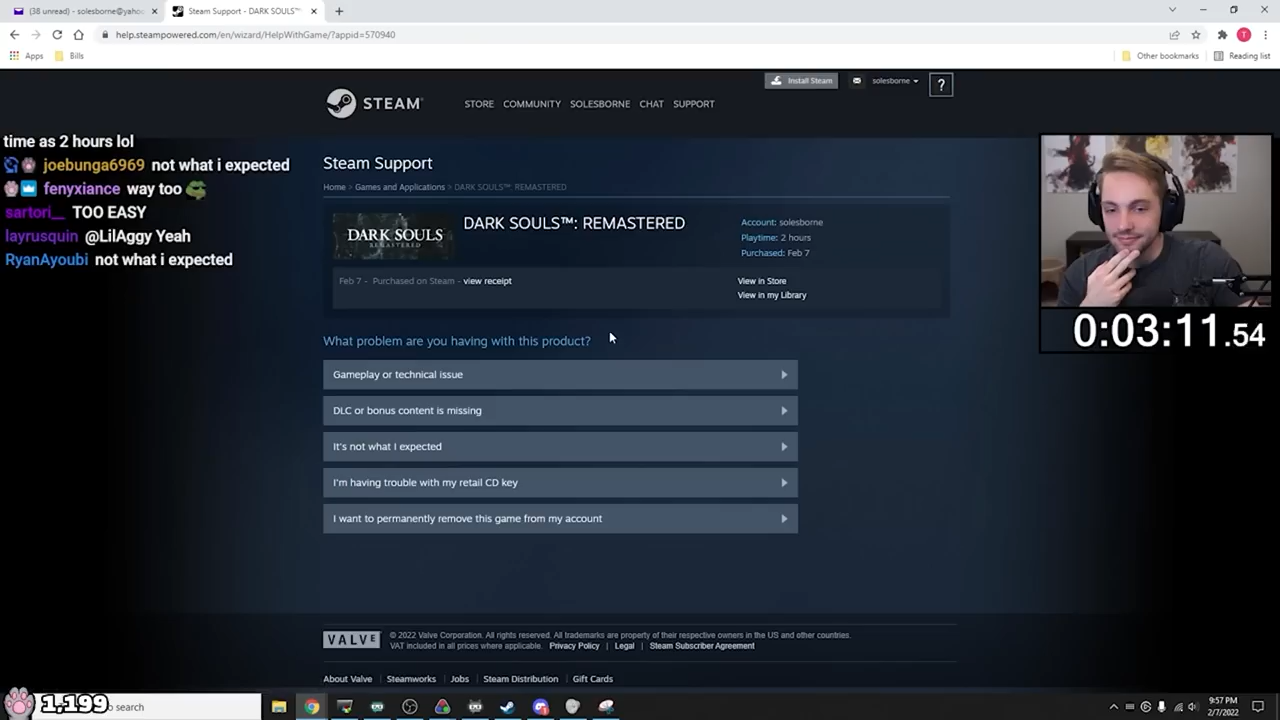 (38 unread) - solesborne@yaho
Steam Support - DARK SOULS™:
help.steampowered.com/en/wizard/HelpWithGame/?appid=570940
T
Apps
Bills
Other bookmarks
Reading list
Install Steam
solesborne
?
STEAM
STORE
COMMUNITY
SOLESBORNE
CHAT
SUPPORT
time as 2 hours lol
joebunga6969 not what i expected
fenyxiance way too
sartori__ TOO EASY
layrusquin @LilAggy Yeah
RyanAyoubi not what i expected
Steam Support
Home > Games and Applications > DARK SOULS™: REMASTERED
DARK SOULS
REMASTERED
DARK SOULS™: REMASTERED
Account: solesborne
Playtime: 2 hours
Purchased: Feb 7
Feb 7 - Purchased on Steam - view receipt
View in Store
View in my Library
0:03:11.54
What problem are you having with this product?
Gameplay or technical issue
DLC or bonus content is missing
It's not what I expected
I'm having trouble with my retail CD key
I want to permanently remove this game from my account
VALVE
© 2022 Valve Corporation. All rights reserved. All trademarks are property of their respective owners in the US and other countries.
VAT included in all prices where applicable. Privacy Policy | Legal | Steam Subscriber Agreement
About Valve
Steamworks
Jobs
Steam Distribution
Gift Cards
1,199
o search
9:57 PM
2/7/2022